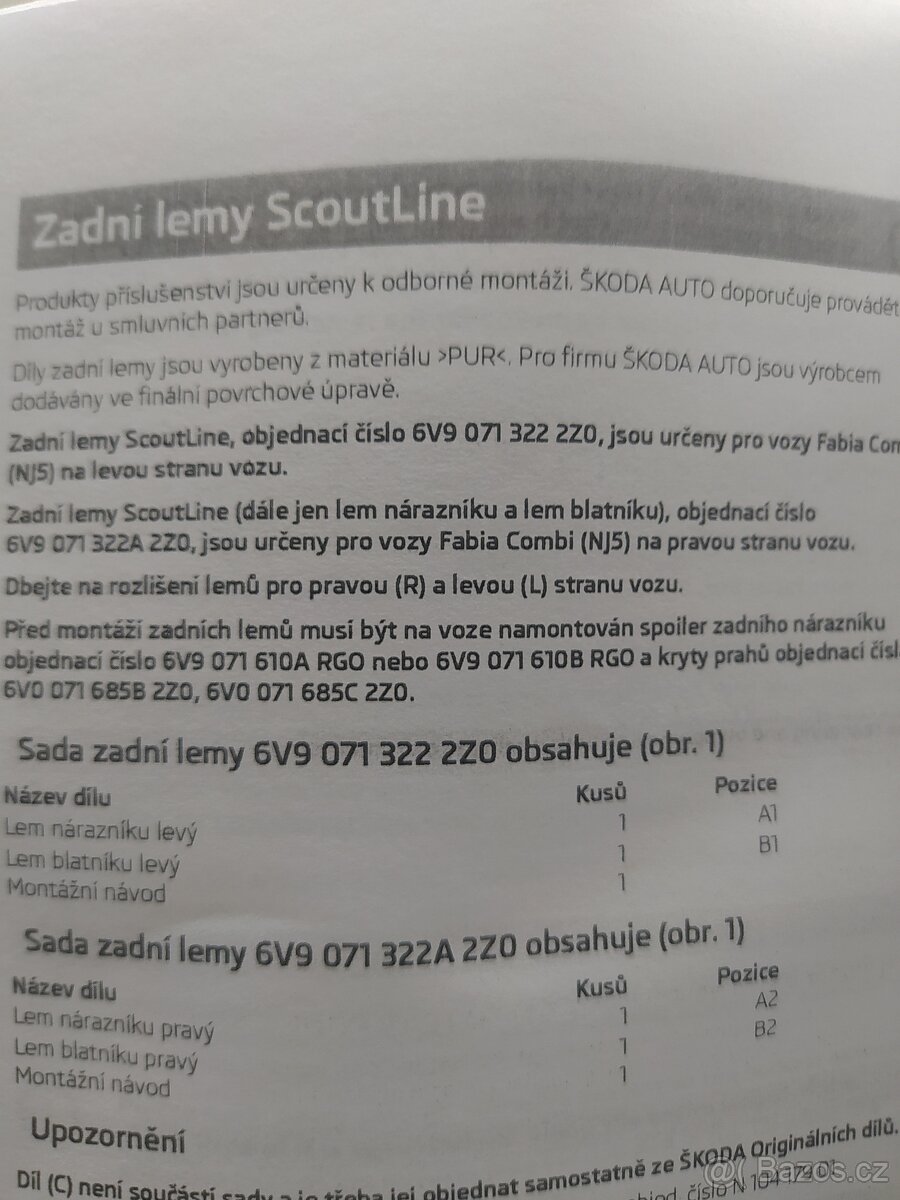 Zadní lemy ScoutLine
Produkty příslušenství jsou určeny k odborné montáži. ŠKODA AUTO doporučuje provádět
montáž u smluvních partnerů.
Díly zadní lemy jsou vyrobeny z materiálu >PUR<. Pro firmu ŠKODA AUTO jsou výrobcem
dodávány ve finální povrchové úpravě.
Zadní lemy ScoutLine, objednací číslo 6V9 071 322 2Z0, jsou určeny pro vozy Fabia Com
(NJ5) na levou stranu vozu.
Zadní lemy ScoutLine (dále jen lem nárazníku a lem blatníku), objednací číslo
6V9 071 322A 2Z0, jsou určeny pro vozy Fabia Combi (NJ5) na pravou stranu vozu.
Dbejte na rozlišení lemů pro pravou (R) a levou (L) stranu vozu.
Před montáží zadních lemů musí být na voze namontován spoiler zadního nárazníku
objednací číslo 6V9 071 610A RGO nebo 6V9 071 610B RGO a kryty prahů objednací čísl
6V0 071 685B 2Z0, 6V0 071 685C 2Z0.
Sada zadní lemy 6V9 071 322 2Z0 obsahuje (obr. 1)
Název dílu Kusů Pozice
Lem nárazníku levý 1 A1
Lem blatníku levý 1 B1
Montážní návod 1
Sada zadní lemy 6V9 071 322A 2Z0 obsahuje (obr. 1)
Název dílu Kusů Pozice
Lem nárazníku pravý 1 A2
Lem blatníku pravý 1 B2
Montážní návod 1
Upozornění
Díl (C) není součástí sady a je třeba jej objednat samostatně ze ŠKODA Originálních dílů.
objed. číslo N 104
Bazos.cz